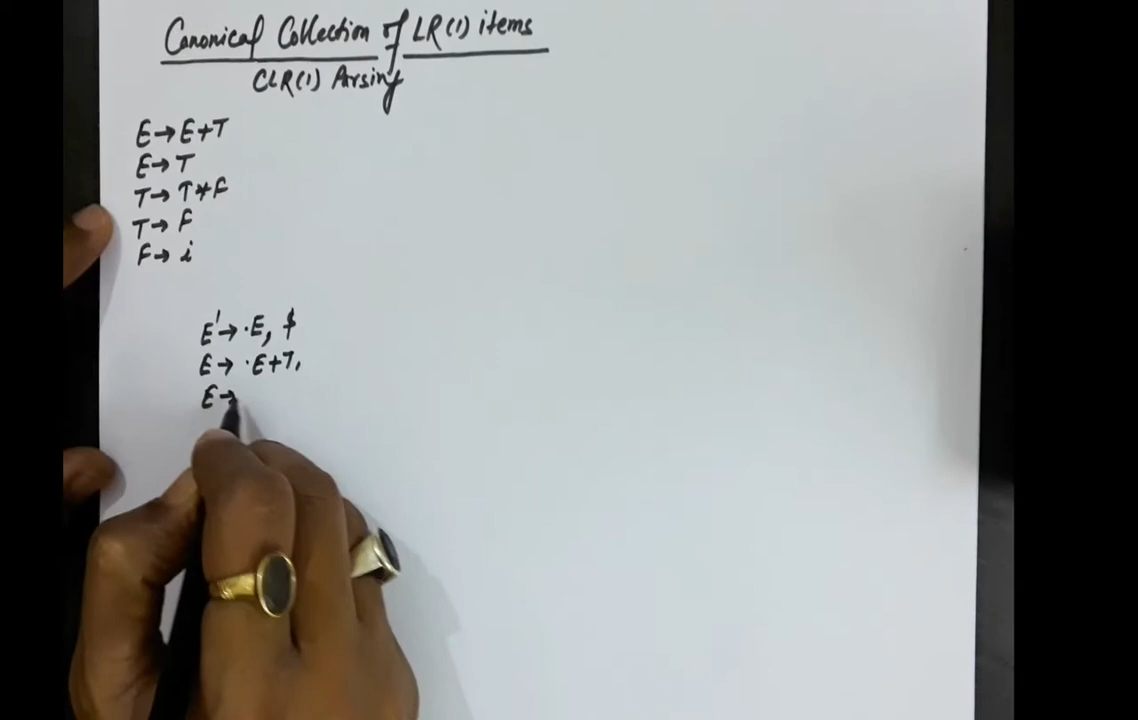 Canonical Collection of LR(1) items
CLR(1) Parsing
E→E+T
E→T
T→T*F
T→F
F→i
E'→·E, $
E→·E+T,
E→